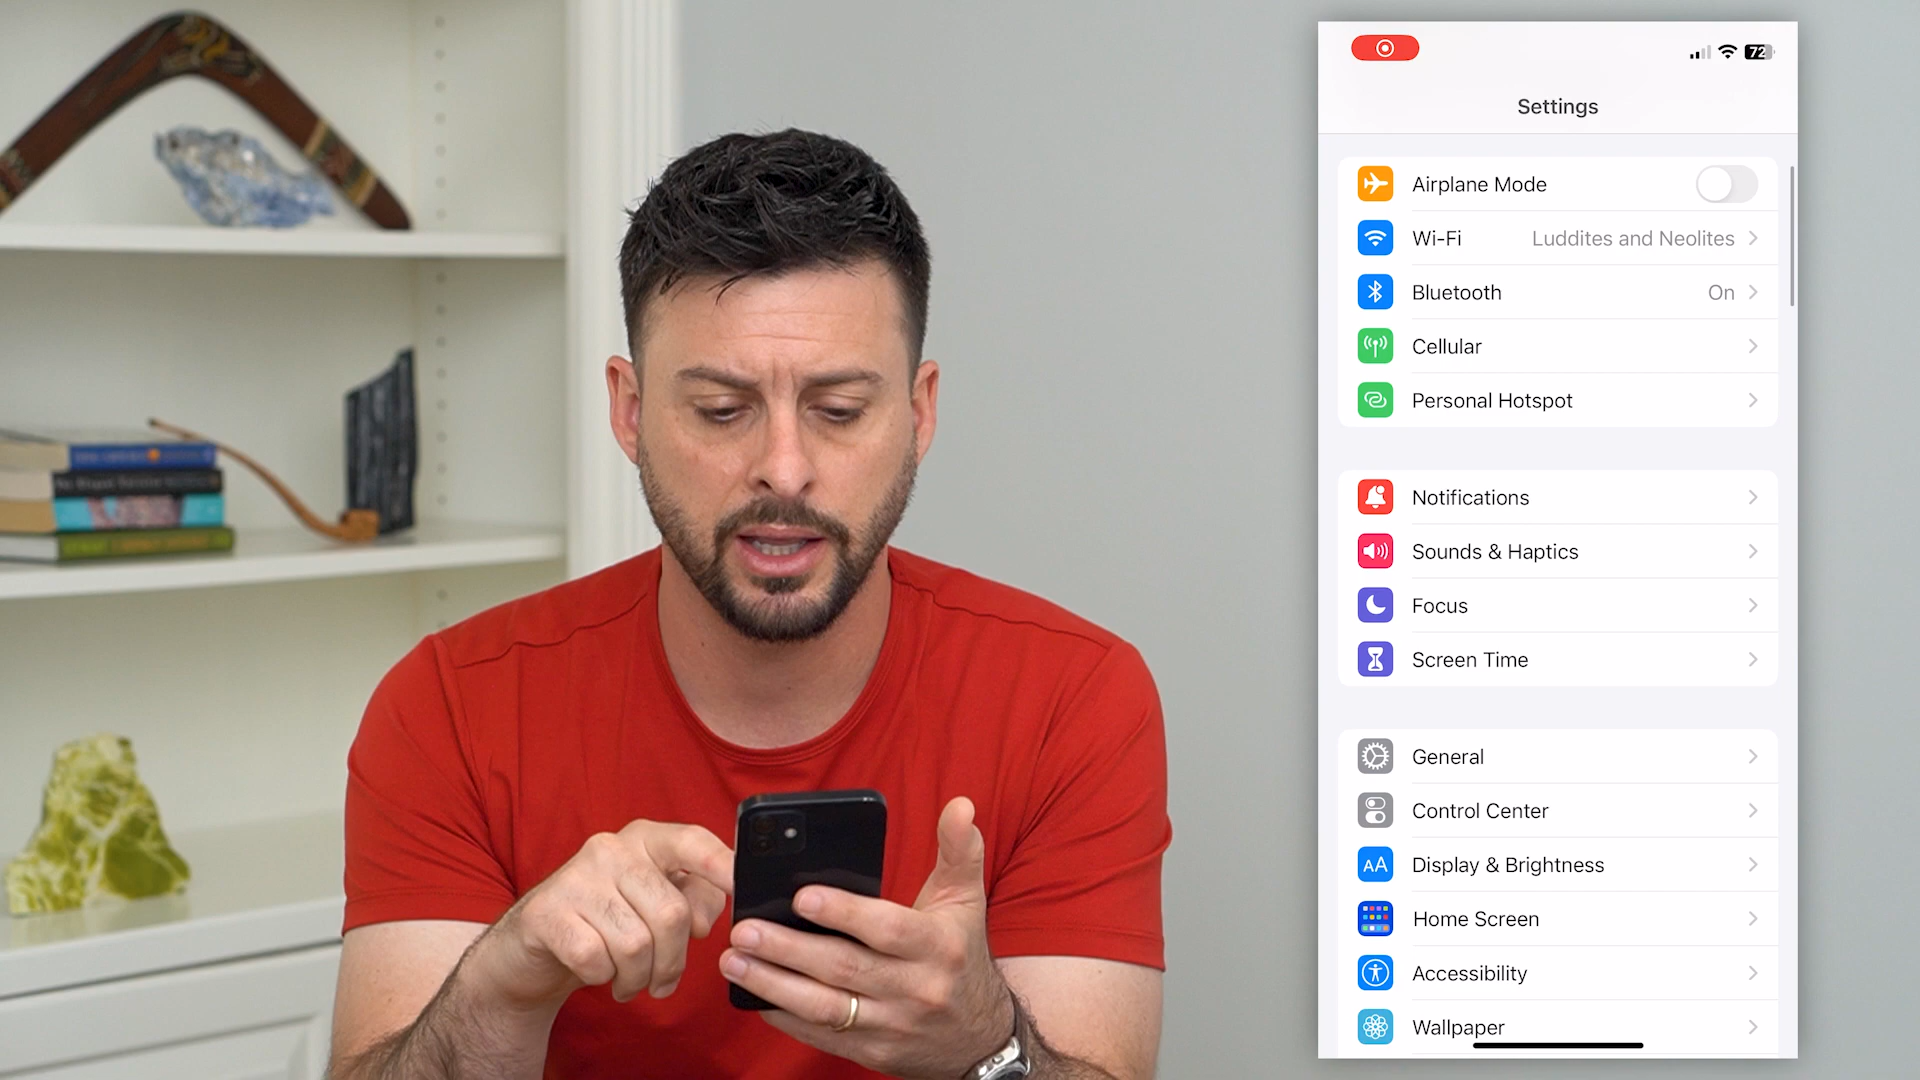 72
Settings
Airplane Mode
Wi-Fi Luddites and Neolites
Bluetooth On
Cellular
Personal Hotspot
Notifications
Sounds & Haptics
Focus
Screen Time
General
Control Center
AA Display & Brightness
Home Screen
Accessibility
Wallpaper